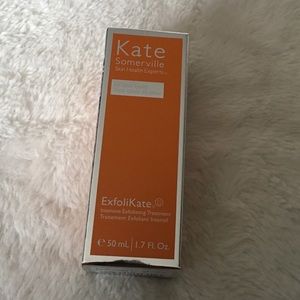 Kate
Somerville
Skin Health Experts
ExfoliKate
Intensive Exfoliating Treatment
Traitement Exfoliant Intensif
℮ 50 mL | 1.7 Fl. Oz.